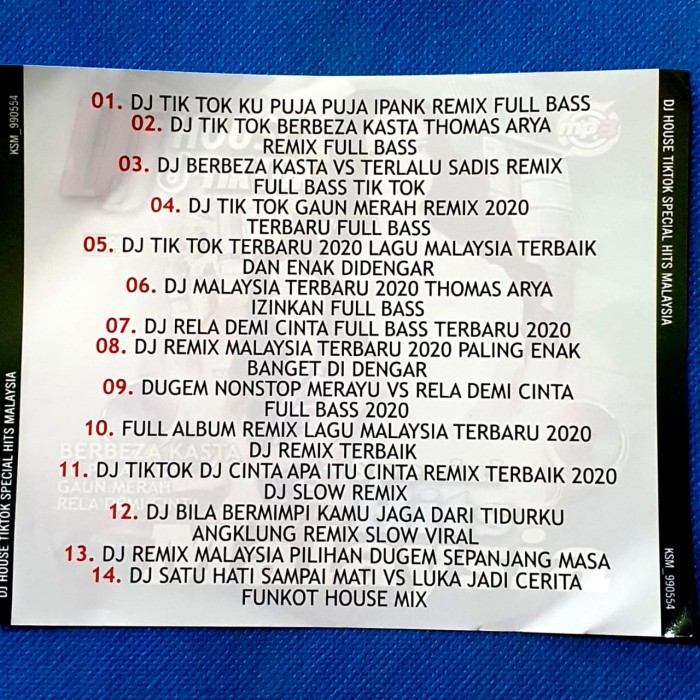 01. DJ TIK TOK KU PUJA PUJA IPANK REMIX FULL BASS
02. DJ TIK TOK BERBEZA KASTA THOMAS ARYA
REMIX FULL BASS
03. DJ BERBEZA KASTA VS TERLALU SADIS REMIX
FULL BASS TIK TOK
04. DJ TIK TOK GAUN MERAH REMIX 2020
TERBARU FULL BASS
05. DJ TIK TOK TERBARU 2020 LAGU MALAYSIA TERBAIK
DAN ENAK DIDENGAR
06. DJ MALAYSIA TERBARU 2020 THOMAS ARYA
IZINKAN FULL BASS
07. DJ RELA DEMI CINTA FULL BASS TERBARU 2020
08. DJ REMIX MALAYSIA TERBARU 2020 PALING ENAK
BANGET DI DENGAR
09. DUGEM NONSTOP MERAYU VS RELA DEMI CINTA
FULL BASS 2020
10. FULL ALBUM REMIX LAGU MALAYSIA TERBARU 2020
DJ REMIX TERBAIK
11. DJ TIKTOK DJ CINTA APA ITU CINTA REMIX TERBAIK 2020
DJ SLOW REMIX
12. DJ BILA BERMIMPI KAMU JAGA DARI TIDURKU
ANGKLUNG REMIX SLOW VIRAL
13. DJ REMIX MALAYSIA PILIHAN DUGEM SEPANJANG MASA
14. DJ SATU HATI SAMPAI MATI VS LUKA JADI CERITA
FUNKOT HOUSE MIX
KSM_990554
DJ HOUSE TIKTOK SPECIAL HITS MALAYSIA
DJ HOUSE TIKTOK SPECIAL HITS MALAYSIA
KSM_990554
mp3
BERBEZA KASTA
GAUN MERAH
RELA DEMI CINTA